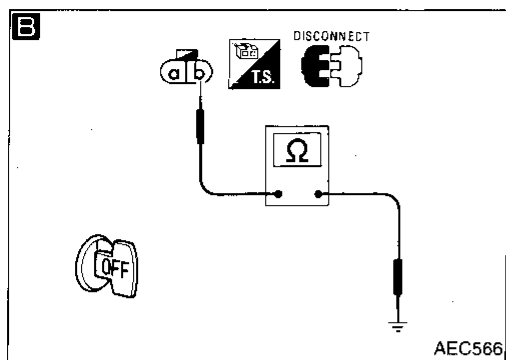 B
DISCONNECT
a b
T.S.
Ω
OFF
AEC566